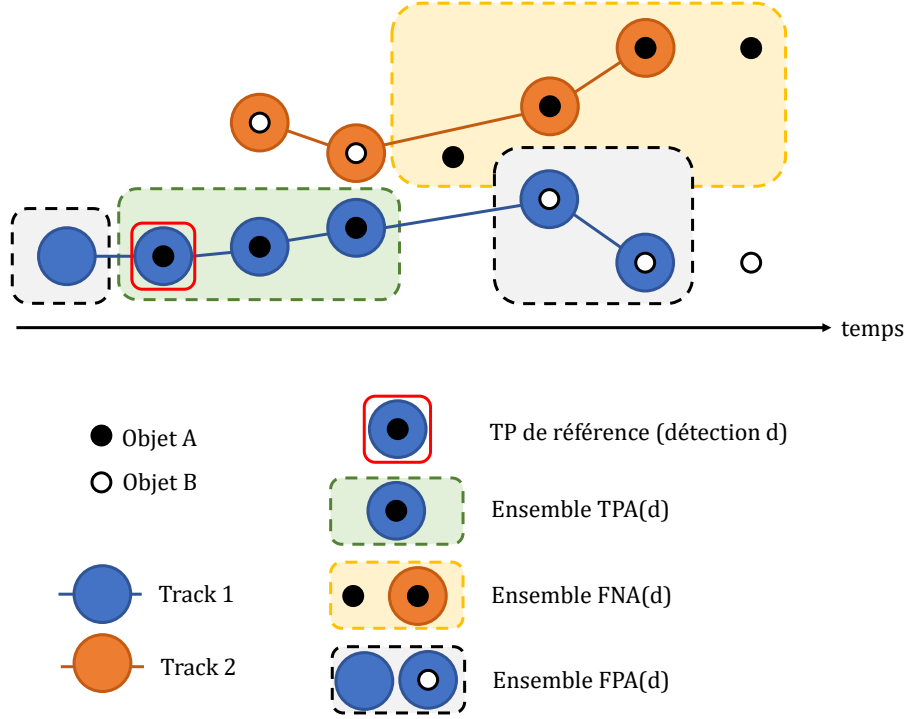 temps
Objet A
Objet B
Track 1
Track 2
TP de référence (détection d)
Ensemble TPA(d)
Ensemble FNA(d)
Ensemble FPA(d)